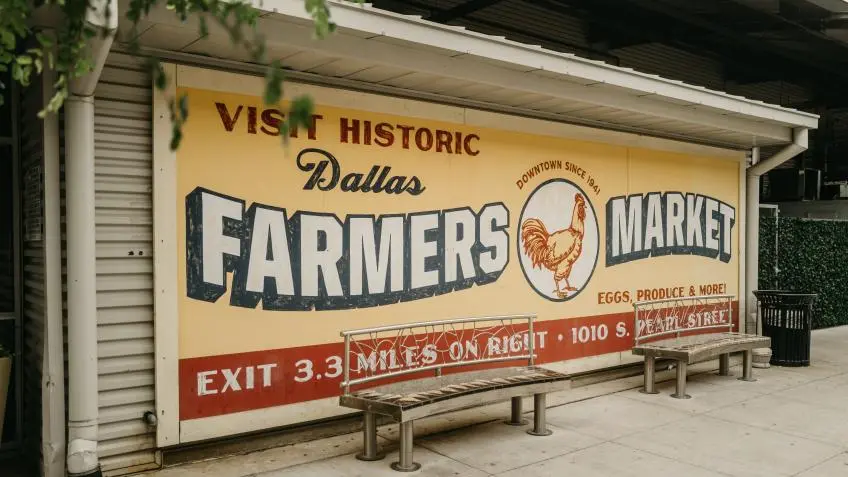 VISIT HISTORIC
Dallas
FARMERS MARKET
DOWNTOWN SINCE 1941
EGGS, PRODUCE & MORE!
EXIT 3.3 MILES ON RIGHT • 1010 S. PEARL STREET